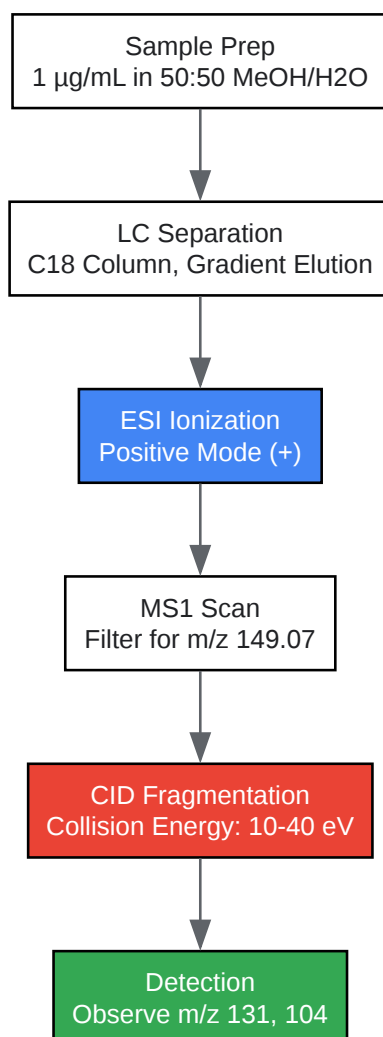 Sample Prep
1 µg/mL in 50:50 MeOH/H2O
LC Separation
C18 Column, Gradient Elution
ESI Ionization
Positive Mode (+)
MS1 Scan
Filter for m/z 149.07
CID Fragmentation
Collision Energy: 10-40 eV
Detection
Observe m/z 131, 104